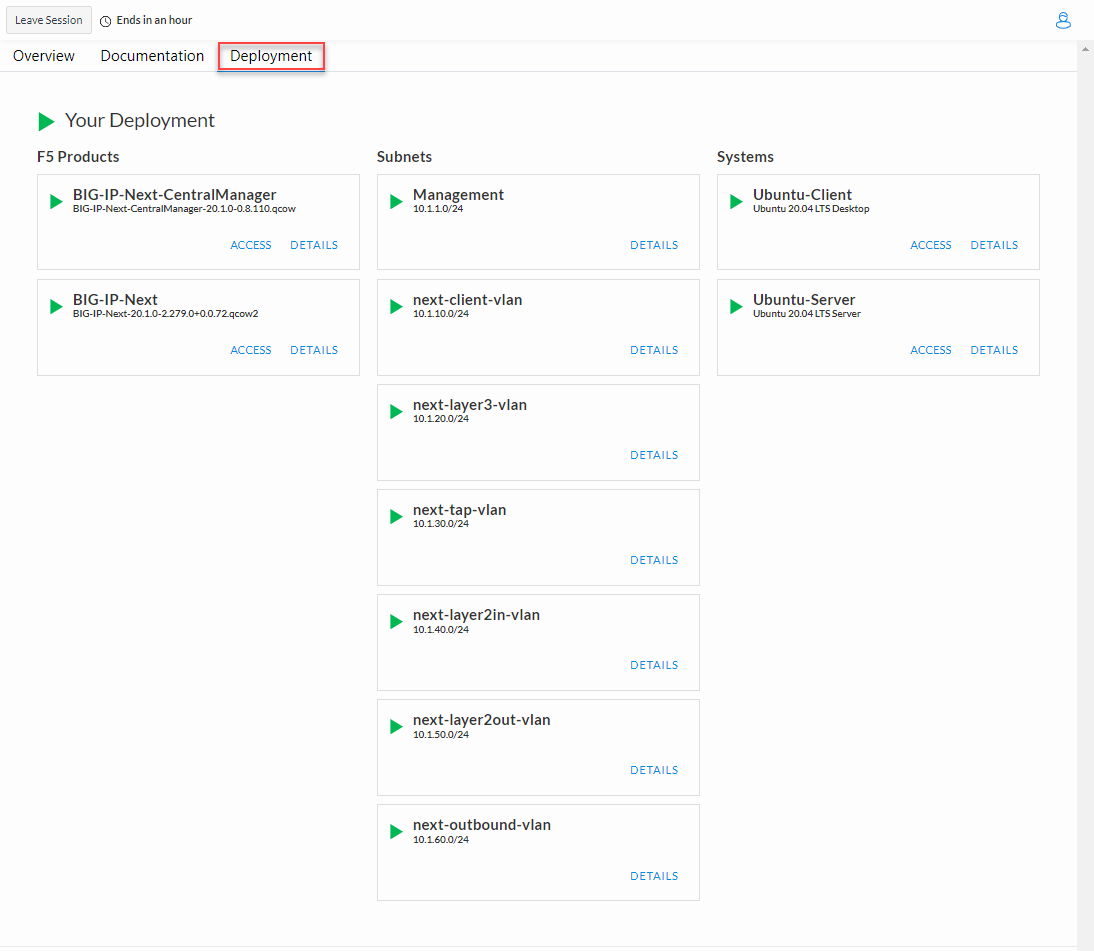 Leave Session
Ends in an hour
Overview
Documentation
Deployment
Your Deployment
F5 Products
BIG-IP-Next-CentralManager
BIG-IP-Next-CentralManager-20.1.0-0.8.110.qcow
ACCESS
DETAILS
BIG-IP-Next
BIG-IP-Next-20.1.0-2.279.0+0.0.72.qcow2
ACCESS
DETAILS
Subnets
Management
10.1.1.0/24
DETAILS
next-client-vlan
10.1.10.0/24
DETAILS
next-layer3-vlan
10.1.20.0/24
DETAILS
next-tap-vlan
10.1.30.0/24
DETAILS
next-layer2in-vlan
10.1.40.0/24
DETAILS
next-layer2out-vlan
10.1.50.0/24
DETAILS
next-outbound-vlan
10.1.60.0/24
DETAILS
Systems
Ubuntu-Client
Ubuntu 20.04 LTS Desktop
ACCESS
DETAILS
Ubuntu-Server
Ubuntu 20.04 LTS Server
ACCESS
DETAILS